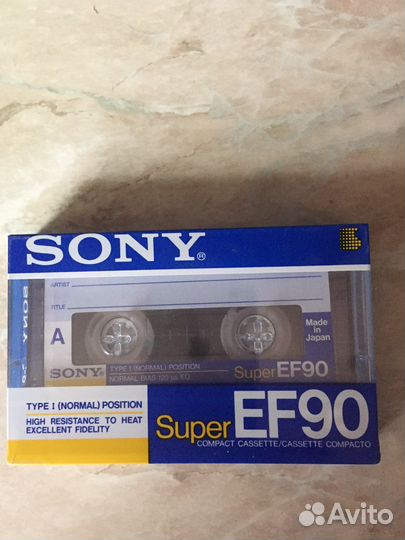 SONY®
ARTIST
TITLE
A
Made in
Japan
SONY
SONY
TYPE I (NORMAL) POSITION
NORMAL BIAS 120 μs EQ
Super EF90
TYPE I (NORMAL) POSITION
HIGH RESISTANCE TO HEAT
EXCELLENT FIDELITY
Super EF90
COMPACT CASSETTE/CASSETTE COMPACTO
Avito